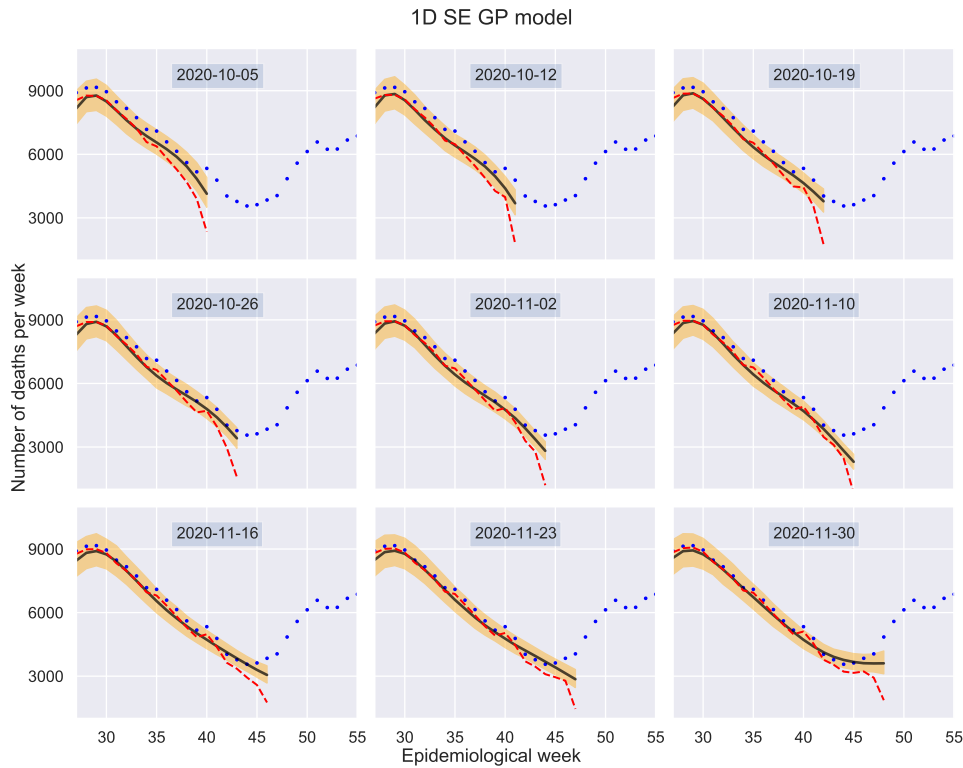 1D SE GP model
2020-10-05 2020-10-12 2020-10-19
9000
6000
3000
2020-10-26 2020-11-02 2020-11-10
9000
6000
3000
2020-11-16 2020-11-23 2020-11-30
9000
6000
3000
30 35 40 45 50 55 30 35 40 45 50 55 30 35 40 45 50 55
Number of deaths per week
Epidemiological week